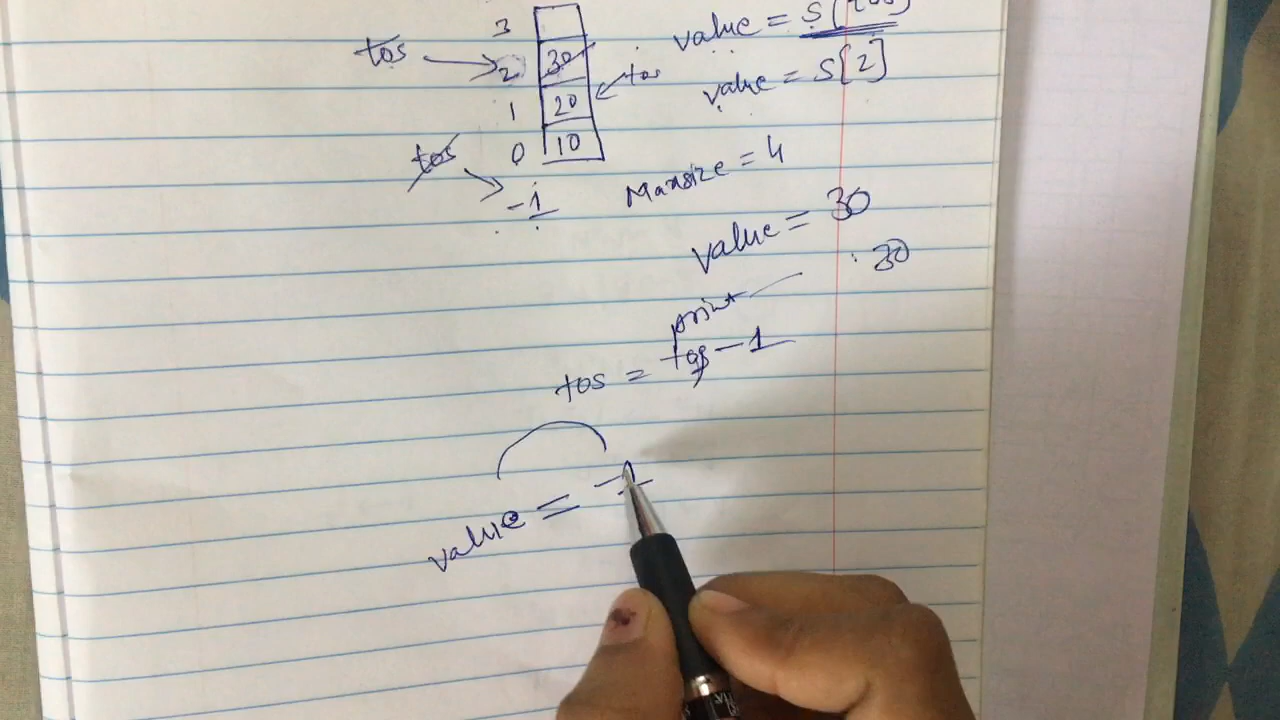 3
value = S[tos]
tos → 2 30
tos
value = S[2]
1 20
tos 0 10
-1
Maxsize = 4
value = 30
: 30
print
tos = tos - 1
value = -1